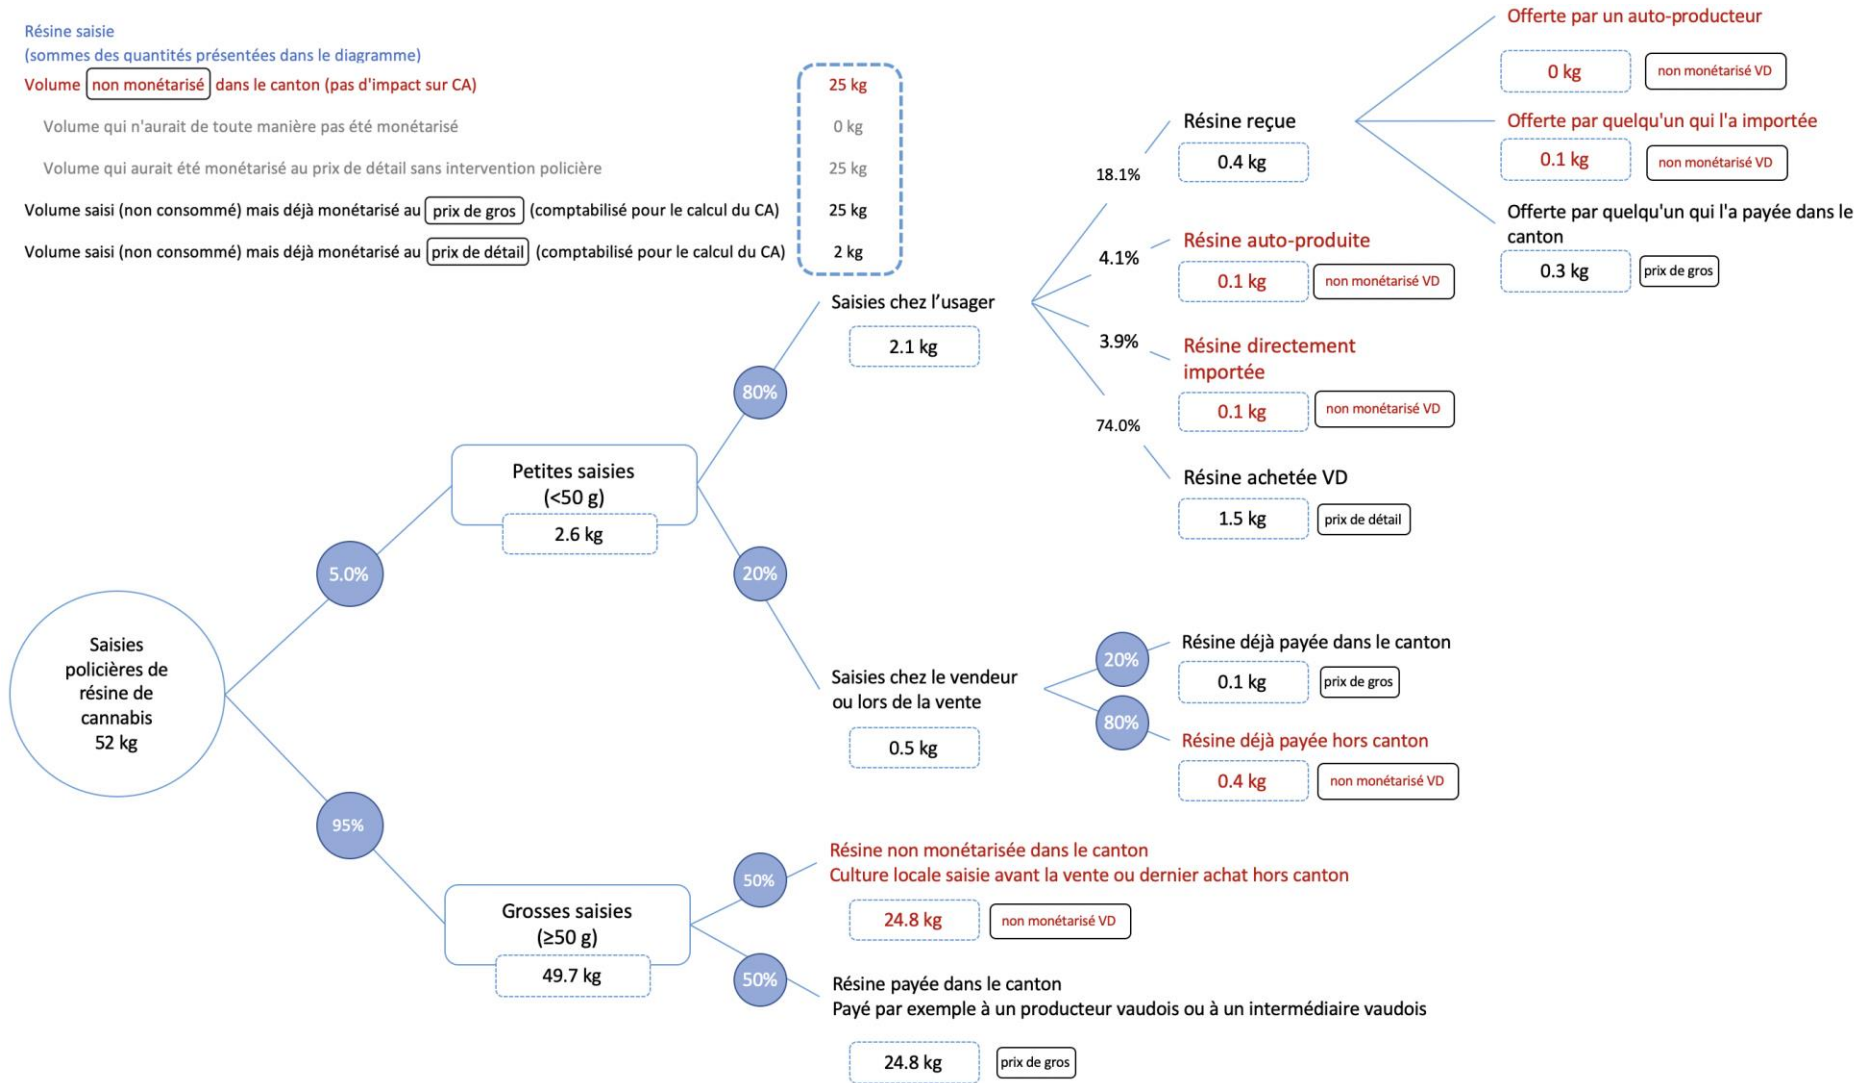 Résine saisie
(sommes des quantités présentées dans le diagramme)
Volume non monétarisé dans le canton (pas d'impact sur CA) 25 kg
Volume qui n'aurait de toute manière pas été monétarisé 0 kg
Volume qui aurait été monétarisé au prix de détail sans intervention policière 25 kg
Volume saisi (non consommé) mais déjà monétarisé au prix de gros (comptabilisé pour le calcul du CA) 25 kg
Volume saisi (non consommé) mais déjà monétarisé au prix de détail (comptabilisé pour le calcul du CA) 2 kg
Saisies
policières de
résine de
cannabis
52 kg
5.0%
95%
Petites saisies
(<50 g)
2.6 kg
80%
20%
Saisies chez l’usager
2.1 kg
18.1%
4.1%
3.9%
74.0%
Résine reçue
0.4 kg
Offerte par un auto-producteur
0 kg non monétarisé VD
Offerte par quelqu'un qui l'a importée
0.1 kg non monétarisé VD
Offerte par quelqu'un qui l'a payée dans le
canton
0.3 kg prix de gros
Résine auto-produite
0.1 kg non monétarisé VD
Résine directement
importée
0.1 kg non monétarisé VD
Résine achetée VD
1.5 kg prix de détail
Saisies chez le vendeur
ou lors de la vente
0.5 kg
20%
80%
Résine déjà payée dans le canton
0.1 kg prix de gros
Résine déjà payée hors canton
0.4 kg non monétarisé VD
Grosses saisies
(≥50 g)
49.7 kg
50%
50%
Résine non monétarisée dans le canton
Culture locale saisie avant la vente ou dernier achat hors canton
24.8 kg non monétarisé VD
Résine payée dans le canton
Payé par exemple à un producteur vaudois ou à un intermédiaire vaudois
24.8 kg prix de gros